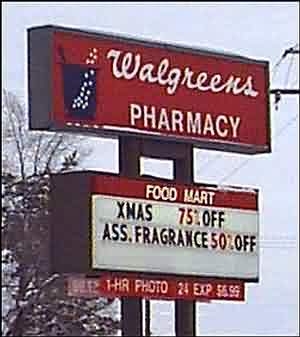 Walgreens
PHARMACY
FOOD MART
XMAS 75% OFF
ASS. FRAGRANCE 50% OFF
1-HR PHOTO 24 EXP. $6.99